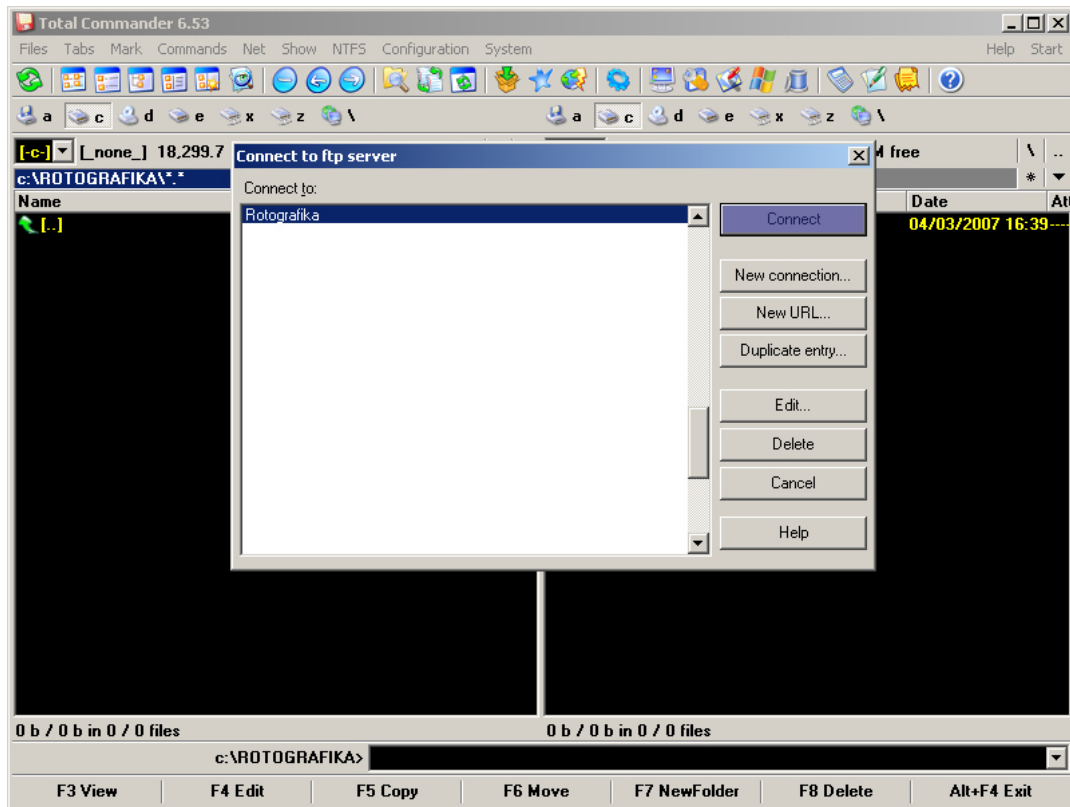 Total Commander 6.53
Files Tabs Mark Commands Net Show NTFS Configuration System Help Start
a c d e x z \ a c d e x z \
[-c-] [_none_] 18,299.7 M free \ ..
c:\ROTOGRAFIKA\*.* * 
Name Date Att
[..] 04/03/2007 16:39----
Connect to ftp server
Connect to:
Rotografika
Connect
New connection...
New URL...
Duplicate entry...
Edit...
Delete
Cancel
Help
0 b / 0 b in 0 / 0 files 0 b / 0 b in 0 / 0 files
c:\ROTOGRAFIKA>
F3 View F4 Edit F5 Copy F6 Move F7 NewFolder F8 Delete Alt+F4 Exit